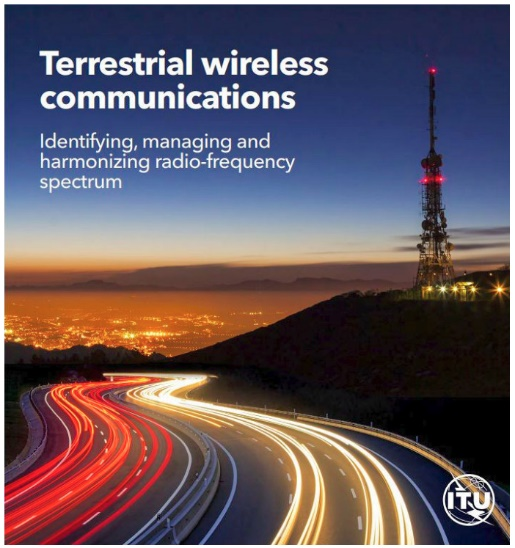 Terrestrial wireless
communications
Identifying, managing and
harmonizing radio-frequency
spectrum
ITU